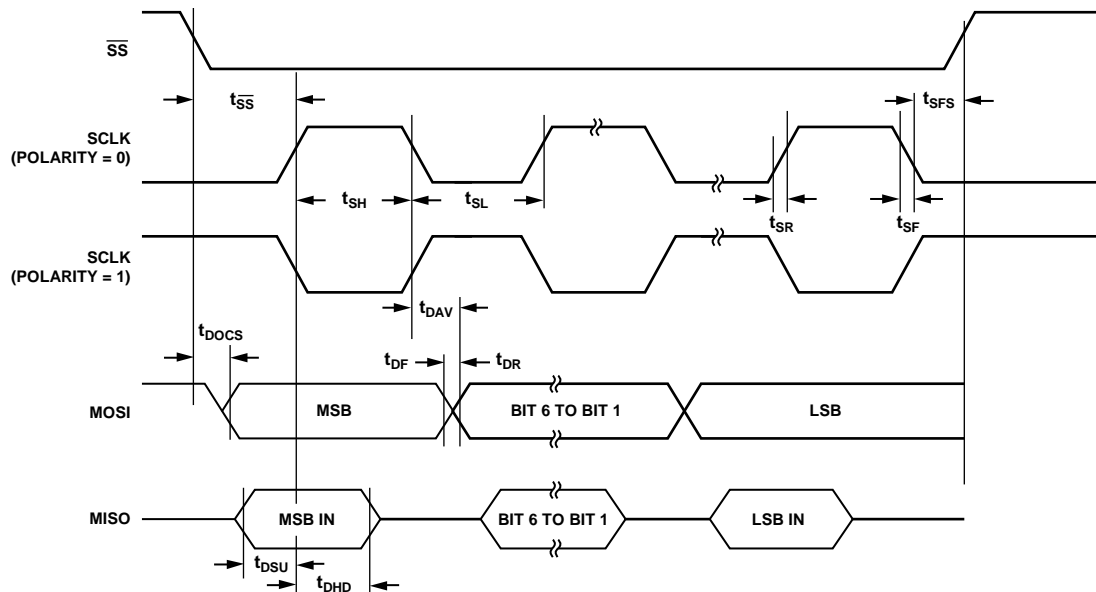 SS
tSS
tSFS
SCLK
(POLARITY = 0)
tSH
tSL
tSR
tSF
SCLK
(POLARITY = 1)
tDAV
tDOCS
tDF
tDR
MOSI
MSB
BIT 6 TO BIT 1
LSB
MISO
MSB IN
BIT 6 TO BIT 1
LSB IN
tDSU
tDHD